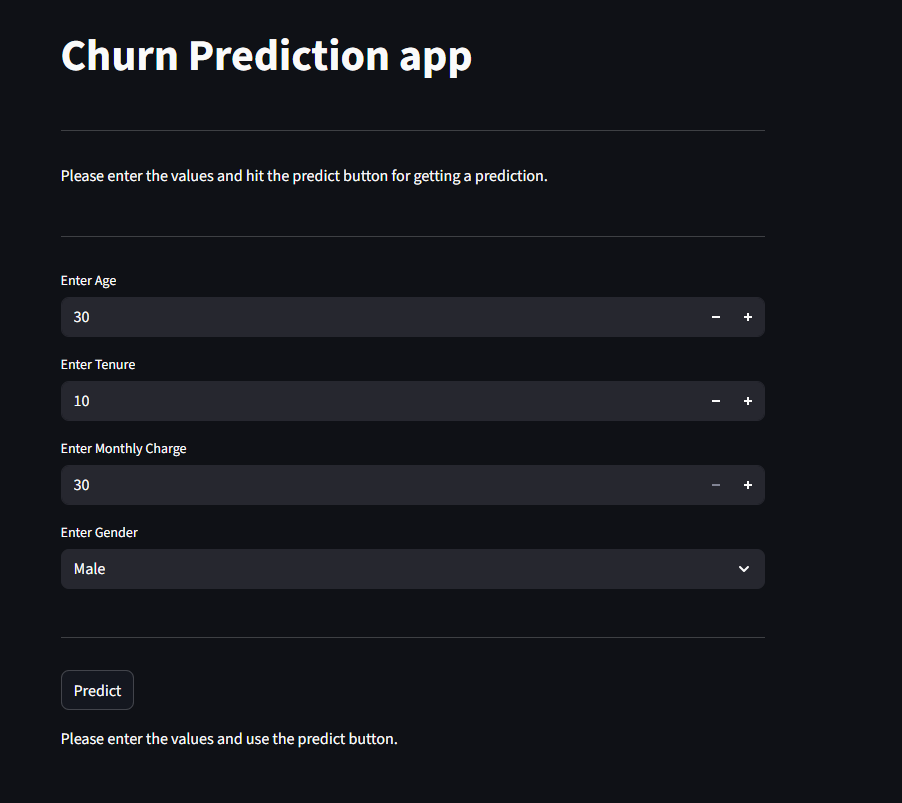 Churn Prediction app
Please enter the values and hit the predict button for getting a prediction.
Enter Age
30
Enter Tenure
10
Enter Monthly Charge
30
Enter Gender
Male
Predict
Please enter the values and use the predict button.